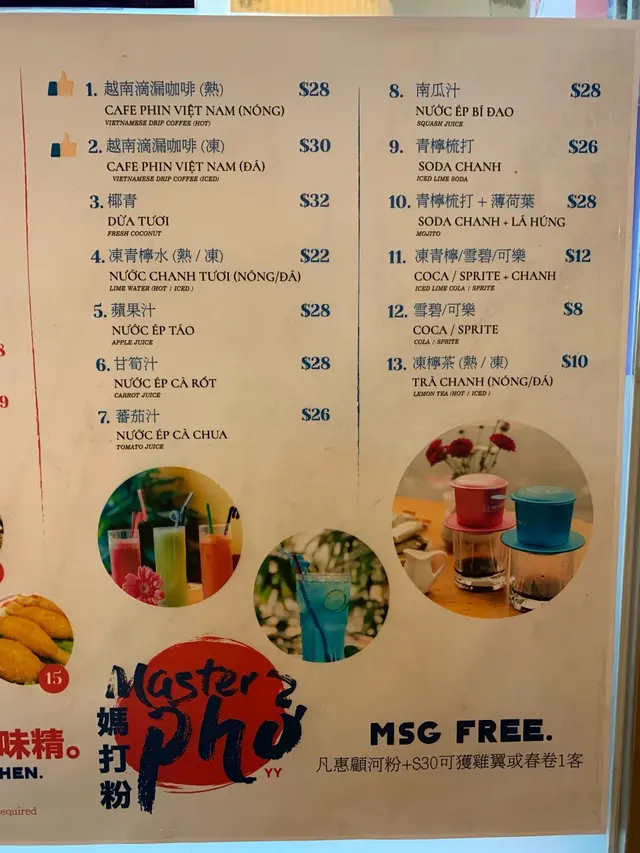 1. 越南滴漏咖啡 (熱) $28
CAFE PHIN VIỆT NAM (NÓNG)
VIETNAMESE DRIP COFFEE (HOT)
2. 越南滴漏咖啡 (凍) $30
CAFE PHIN VIỆT NAM (ĐÁ)
VIETNAMESE DRIP COFFEE (ICED)
3. 椰青 $32
DỪA TƯƠI
FRESH COCONUT
4. 凍青檸水 (熱 / 凍) $22
NƯỚC CHANH TƯƠI (NÓNG/ĐÁ)
LIME WATER (HOT / ICED )
5. 蘋果汁 $28
NƯỚC ÉP TÁO
APPLE JUICE
6. 甘筍汁 $28
NƯỚC ÉP CÀ RỐT
CARROT JUICE
7. 蕃茄汁 $26
NƯỚC ÉP CÀ CHUA
TOMATO JUICE
8. 南瓜汁 $28
NƯỚC ÉP BÍ ĐAO
SQUASH JUICE
9. 青檸梳打 $26
SODA CHANH
ICED LIME SODA
10. 青檸梳打 + 薄荷葉 $28
SODA CHANH + LÁ HÚNG
MOJITO
11. 凍青檸/雪碧/可樂 $12
COCA / SPRITE + CHANH
ICED LIME COLA / SPRITE
12. 雪碧/可樂 $8
COCA / SPRITE
COLA / SPRITE
13. 凍檸茶 (熱 / 凍) $10
TRÀ CHANH (NÓNG/ĐÁ)
LEMON TEA (HOT / ICED )
8
9
15
味精。
HEN.
equired
Master
phở
YY
媽打粉
MSG FREE.
凡惠顧河粉+S30可獲雞翼或春卷1客